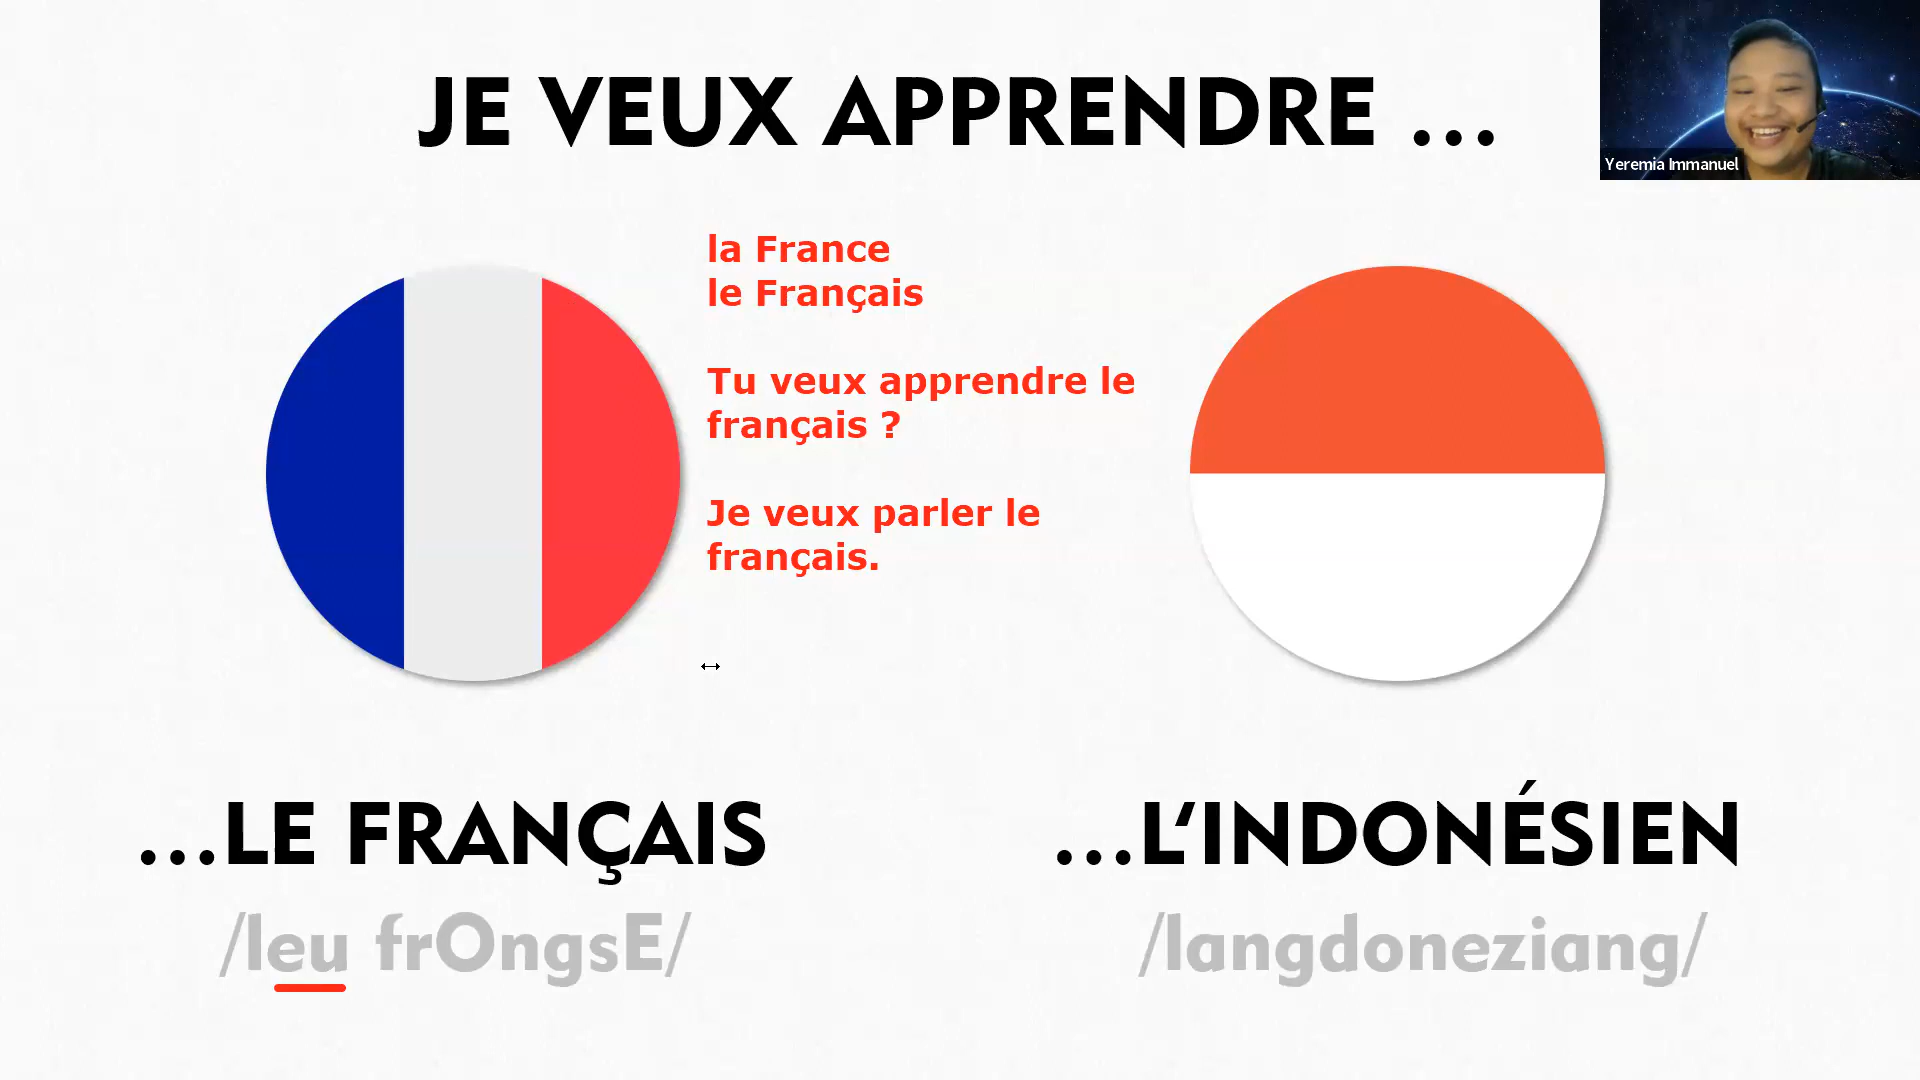 JE VEUX APPRENDRE ...
Yeremia Immanuel
la France
le Français
Tu veux apprendre le
français ?
Je veux parler le
français.
...LE FRANÇAIS
/leu frOngsE/
...L‘INDONÉSIEN
/langdoneziang/